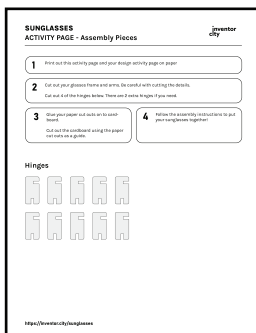 SUNGLASSES
ACTIVITY PAGE - Assembly Pieces
inventor
city
1
Print out this activity page and your design activity page on paper
2
Cut out your glasses frame and arms. Be careful with cutting the details.
Cut out 4 of the hinges below. There are 2 extra hinges if you need.
3
Glue your paper cut outs on to card-
board.
Cut out the cardboard using the paper
cut outs as a guide.
4
Follow the assembly instructions to put
your sunglasses together!
Hinges
https://inventor.city/sunglasses